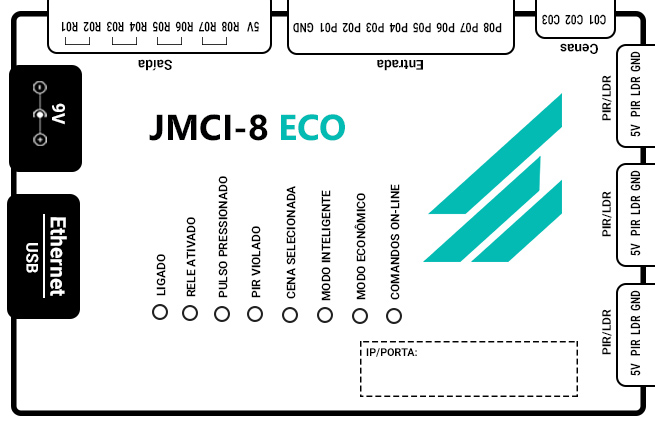 5V R08 R07 R06 R05 R04 R03 R02 R01
Saída
P08 P07 P06 P05 P04 P03 P02 P01 GND
Entrada
C01 C02 C03
Cenas
9V
Ethernet
USB
JMCI-8 ECO
LIGADO
RELE ATIVADO
PULSO PRESSIONADO
PIR VIOLADO
CENA SELECIONADA
MODO INTELIGENTE
MODO ECONÔMICO
COMANDOS ON-LINE
IP/PORTA:
PIR/LDR
5V PIR LDR GND
PIR/LDR
5V PIR LDR GND
PIR/LDR
5V PIR LDR GND